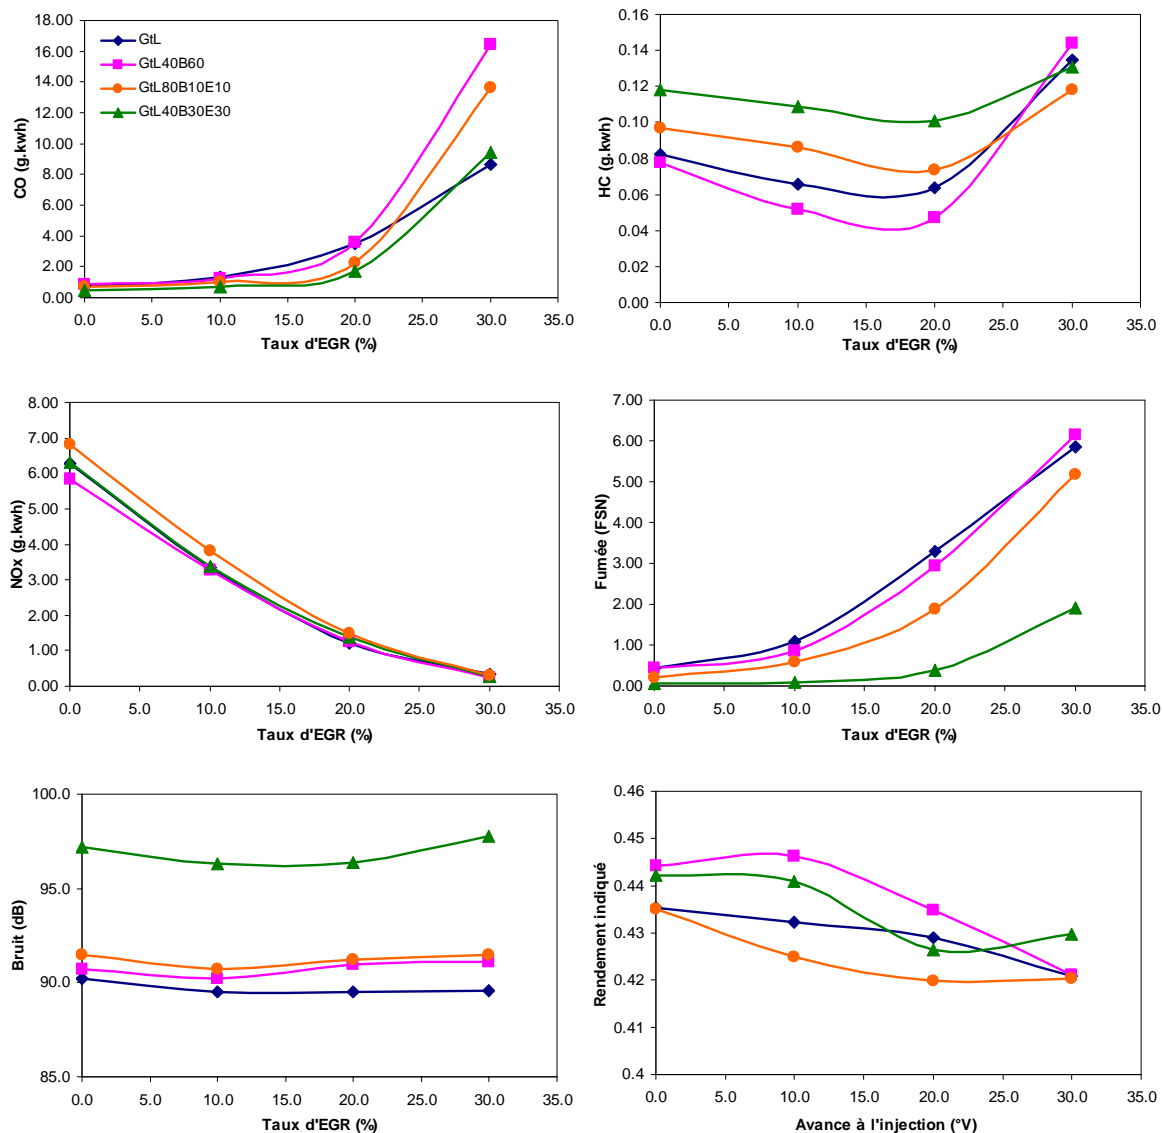 18.00
16.00
14.00
12.00
10.00
8.00
6.00
4.00
2.00
0.00
CO (g.kwh)
GtL
GtL40B60
GtL80B10E10
GtL40B30E30
0.0 5.0 10.0 15.0 20.0 25.0 30.0 35.0
Taux d'EGR (%)
0.16
0.14
0.12
0.10
0.08
0.06
0.04
0.02
0.00
HC (g.kwh)
0.0 5.0 10.0 15.0 20.0 25.0 30.0 35.0
Taux d'EGR (%)
8.00
7.00
6.00
5.00
4.00
3.00
2.00
1.00
0.00
NOx (g.kwh)
0.0 5.0 10.0 15.0 20.0 25.0 30.0 35.0
Taux d'EGR (%)
7.00
6.00
5.00
4.00
3.00
2.00
1.00
0.00
Fumée (FSN)
0.0 5.0 10.0 15.0 20.0 25.0 30.0 35.0
Taux d'EGR (%)
100.0
95.0
90.0
85.0
Bruit (dB)
0.0 5.0 10.0 15.0 20.0 25.0 30.0 35.0
Taux d'EGR (%)
0.46
0.45
0.44
0.43
0.42
0.41
0.4
Rendement indiqué
0.0 5.0 10.0 15.0 20.0 25.0 30.0 35.0
Avance à l'injection (°V)